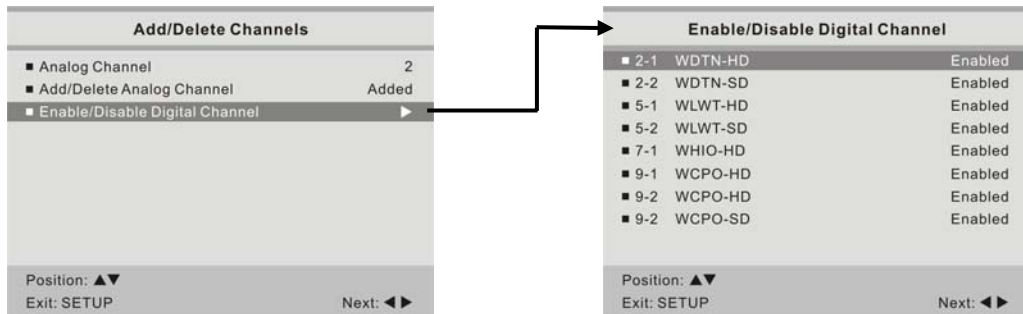 Add/Delete Channels
■ Analog Channel 2
■ Add/Delete Analog Channel Added
■ Enable/Disable Digital Channel ▶
Position: ▲▼
Exit: SETUP Next: ◀ ▶
Enable/Disable Digital Channel
■ 2-1 WDTN-HD Enabled
■ 2-2 WDTN-SD Enabled
■ 5-1 WLWT-HD Enabled
■ 5-2 WLWT-SD Enabled
■ 7-1 WHIO-HD Enabled
■ 9-1 WCPO-HD Enabled
■ 9-2 WCPO-HD Enabled
■ 9-2 WCPO-SD Enabled
Position: ▲▼
Exit: SETUP Next: ◀ ▶